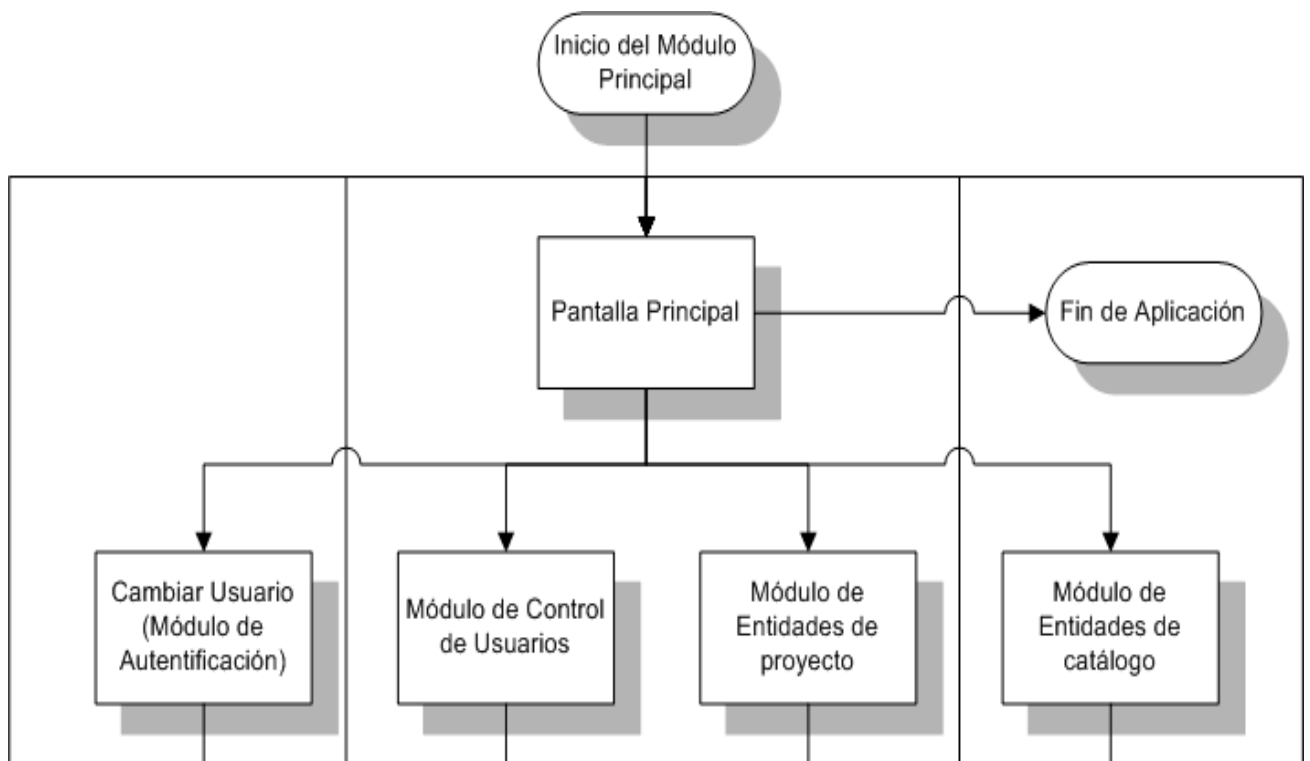 Inicio del Módulo
Principal
Pantalla Principal
Fin de Aplicación
Cambiar Usuario
(Módulo de
Autentificación)
Módulo de Control
de Usuarios
Módulo de
Entidades de
proyecto
Módulo de
Entidades de
catálogo